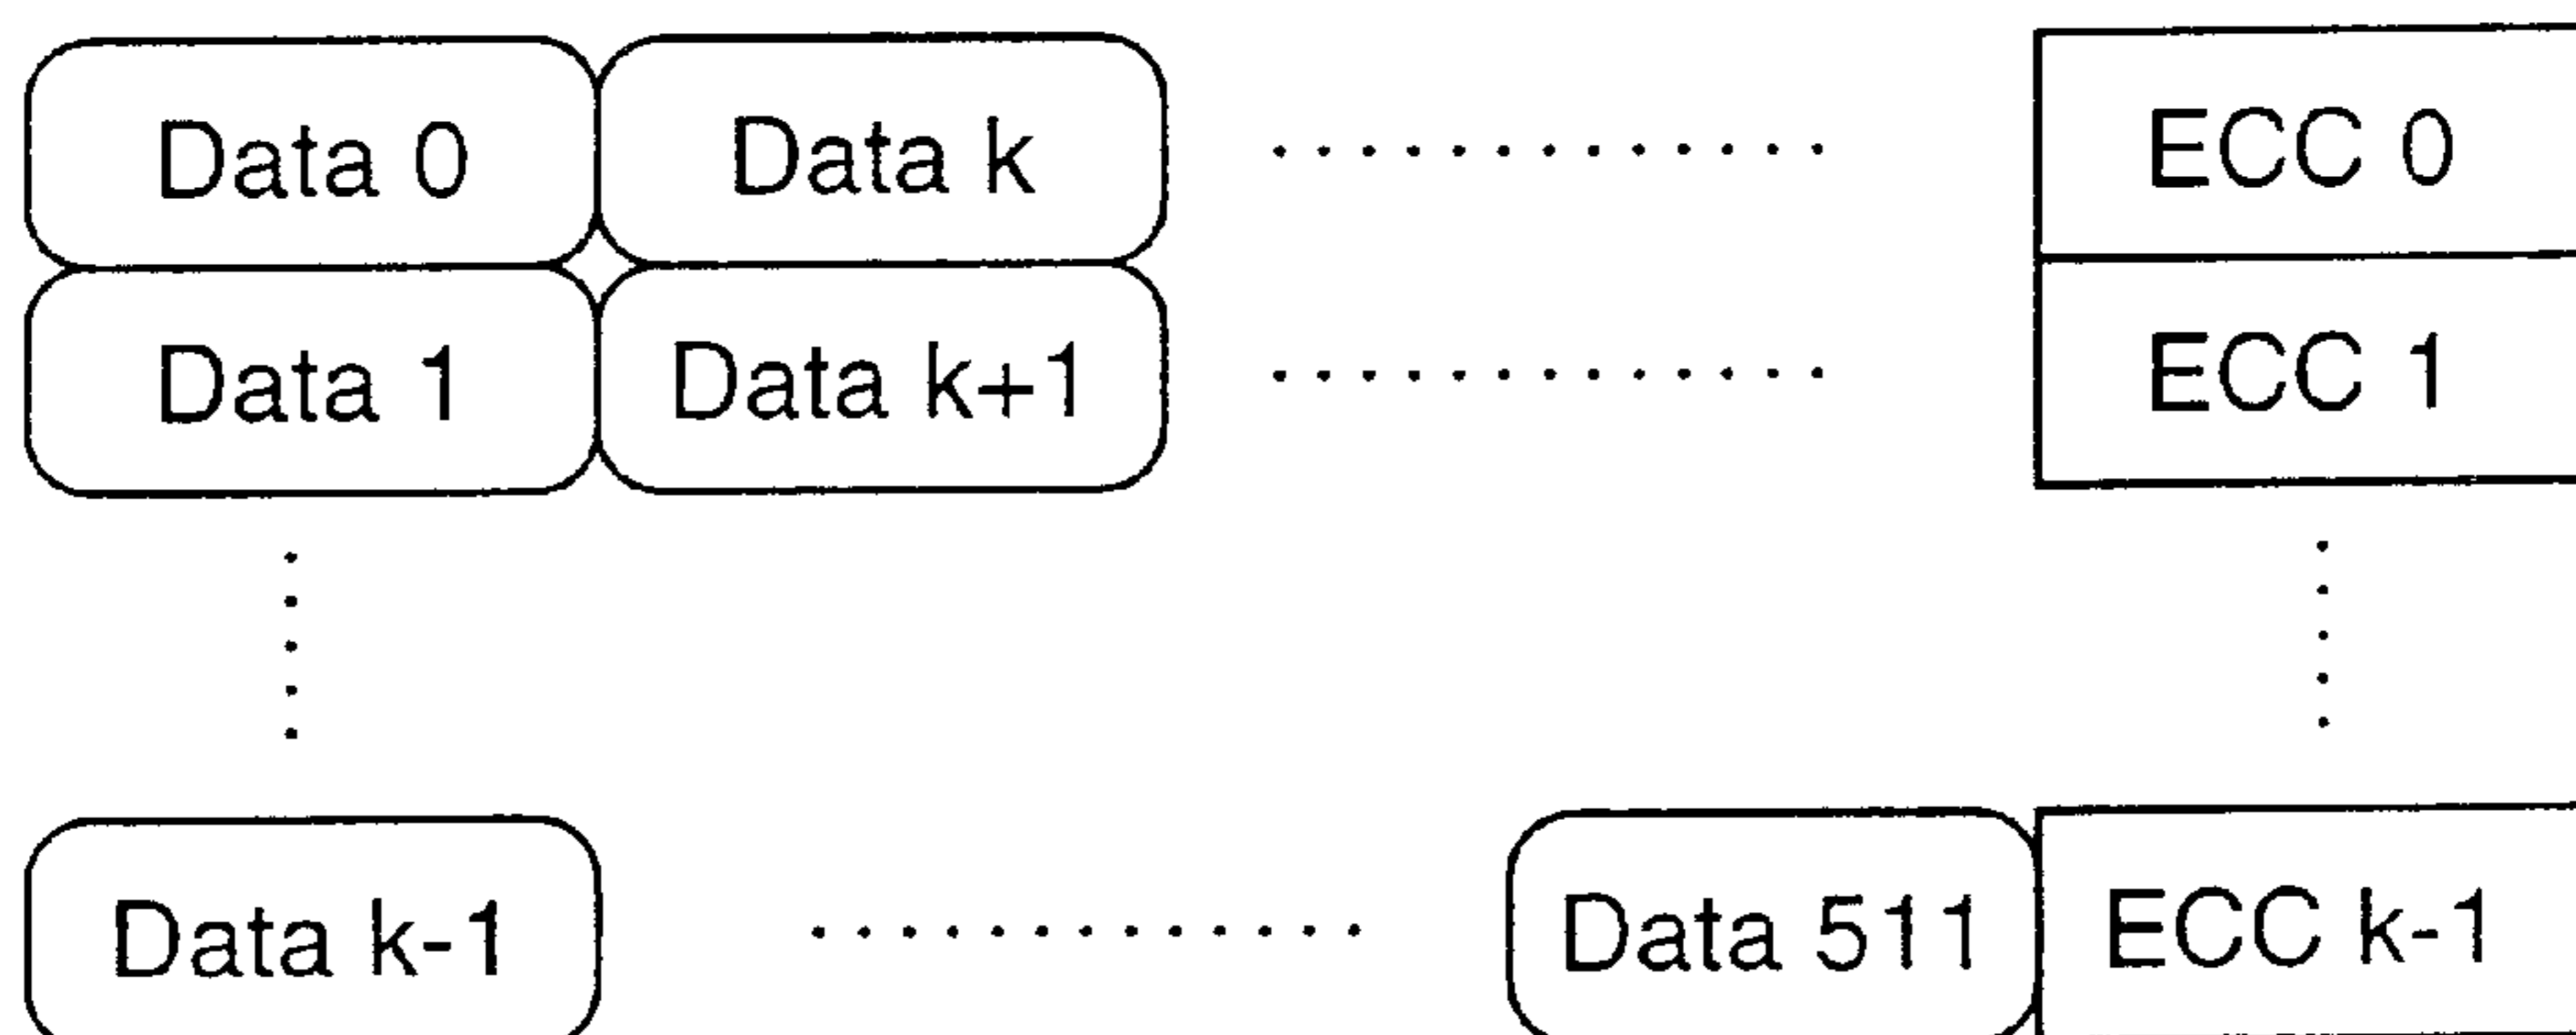 Data 0 Data k ............. ECC 0
Data 1 Data k+1 ............. ECC 1
Data k-1 ............. Data 511 ECC k-1